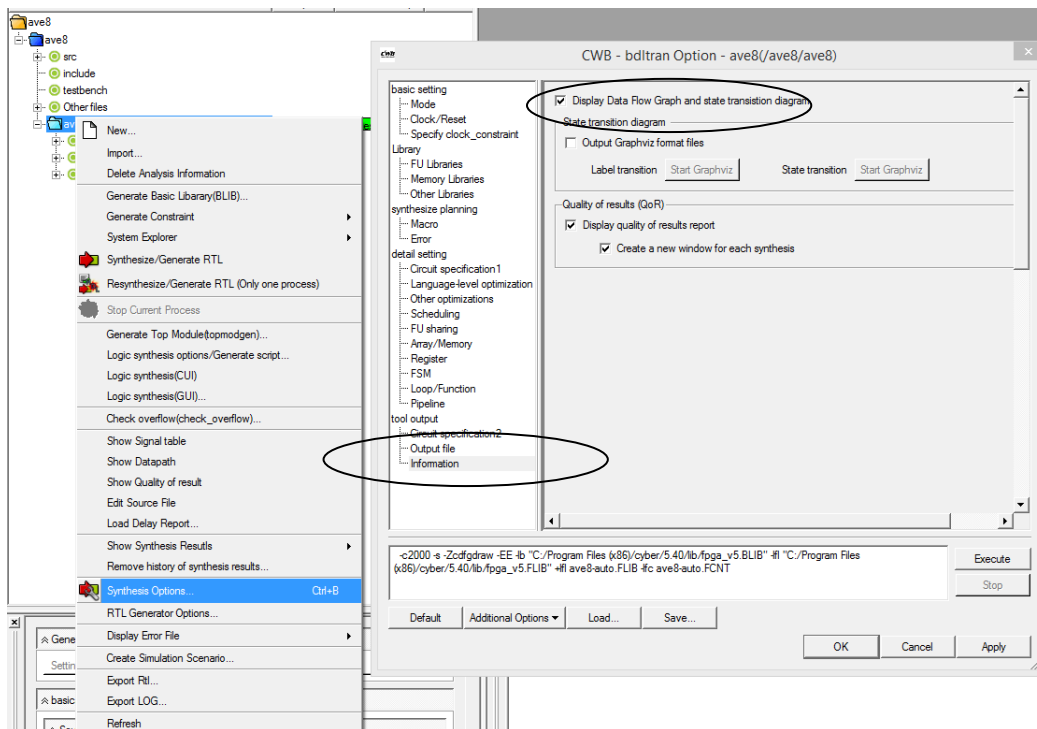 ave8
ave8
src
include
testbench
Other files
New...
Import...
Delete Analysis Information
Generate Basic Libarary(BLIB)...
Generate Constraint
System Explorer
Synthesize/Generate RTL
Resynthesize/Generate RTL (Only one process)
Stop Current Process
Generate Top Module(topmodgen)...
Logic synthesis options/Generate script...
Logic synthesis(CUI)
Logic synthesis(GUI)...
Check overflow(check_overflow)...
Show Signal table
Show Datapath
Show Quality of result
Edit Source File
Load Delay Report...
Show Synthesis Resutls
Remove history of synthesis results...
Synthesis Options... Ctrl+B
RTL Generator Options...
Display Error File
Create Simulation Scenario...
Export Rtl...
Export LOG...
Refresh
Gene
Settin
basic
CWB
CWB - bdltran Option - ave8(/ave8/ave8)
basic setting
Mode
Clock/Reset
Specify clock_constraint
Library
FU Libraries
Memory Libraries
Other Libraries
synthesize planning
Macro
Error
detail setting
Circuit specification1
Language-level optimization
Other optimizations
Scheduling
FU sharing
Array/Memory
Register
FSM
Loop/Function
Pipeline
tool output
Circuit specification2
Output file
Information
Display Data Flow Graph and state transistion diagram
State transition diagram
Output Graphviz format files
Label transition Start Graphviz State transition Start Graphviz
Quality of results (QoR)
Display quality of results report
Create a new window for each synthesis
-c2000 -s -Zcdfgdraw -EE -lb "C:/Program Files (x86)/cyber/5.40/lib/fpga_v5.BLIB" -lfl "C:/Program Files
(x86)/cyber/5.40/lib/fpga_v5.FLIB" +lfl ave8-auto.FLIB -lfc ave8-auto.FCNT
Execute
Stop
Default Additional Options Load... Save...
OK Cancel Apply